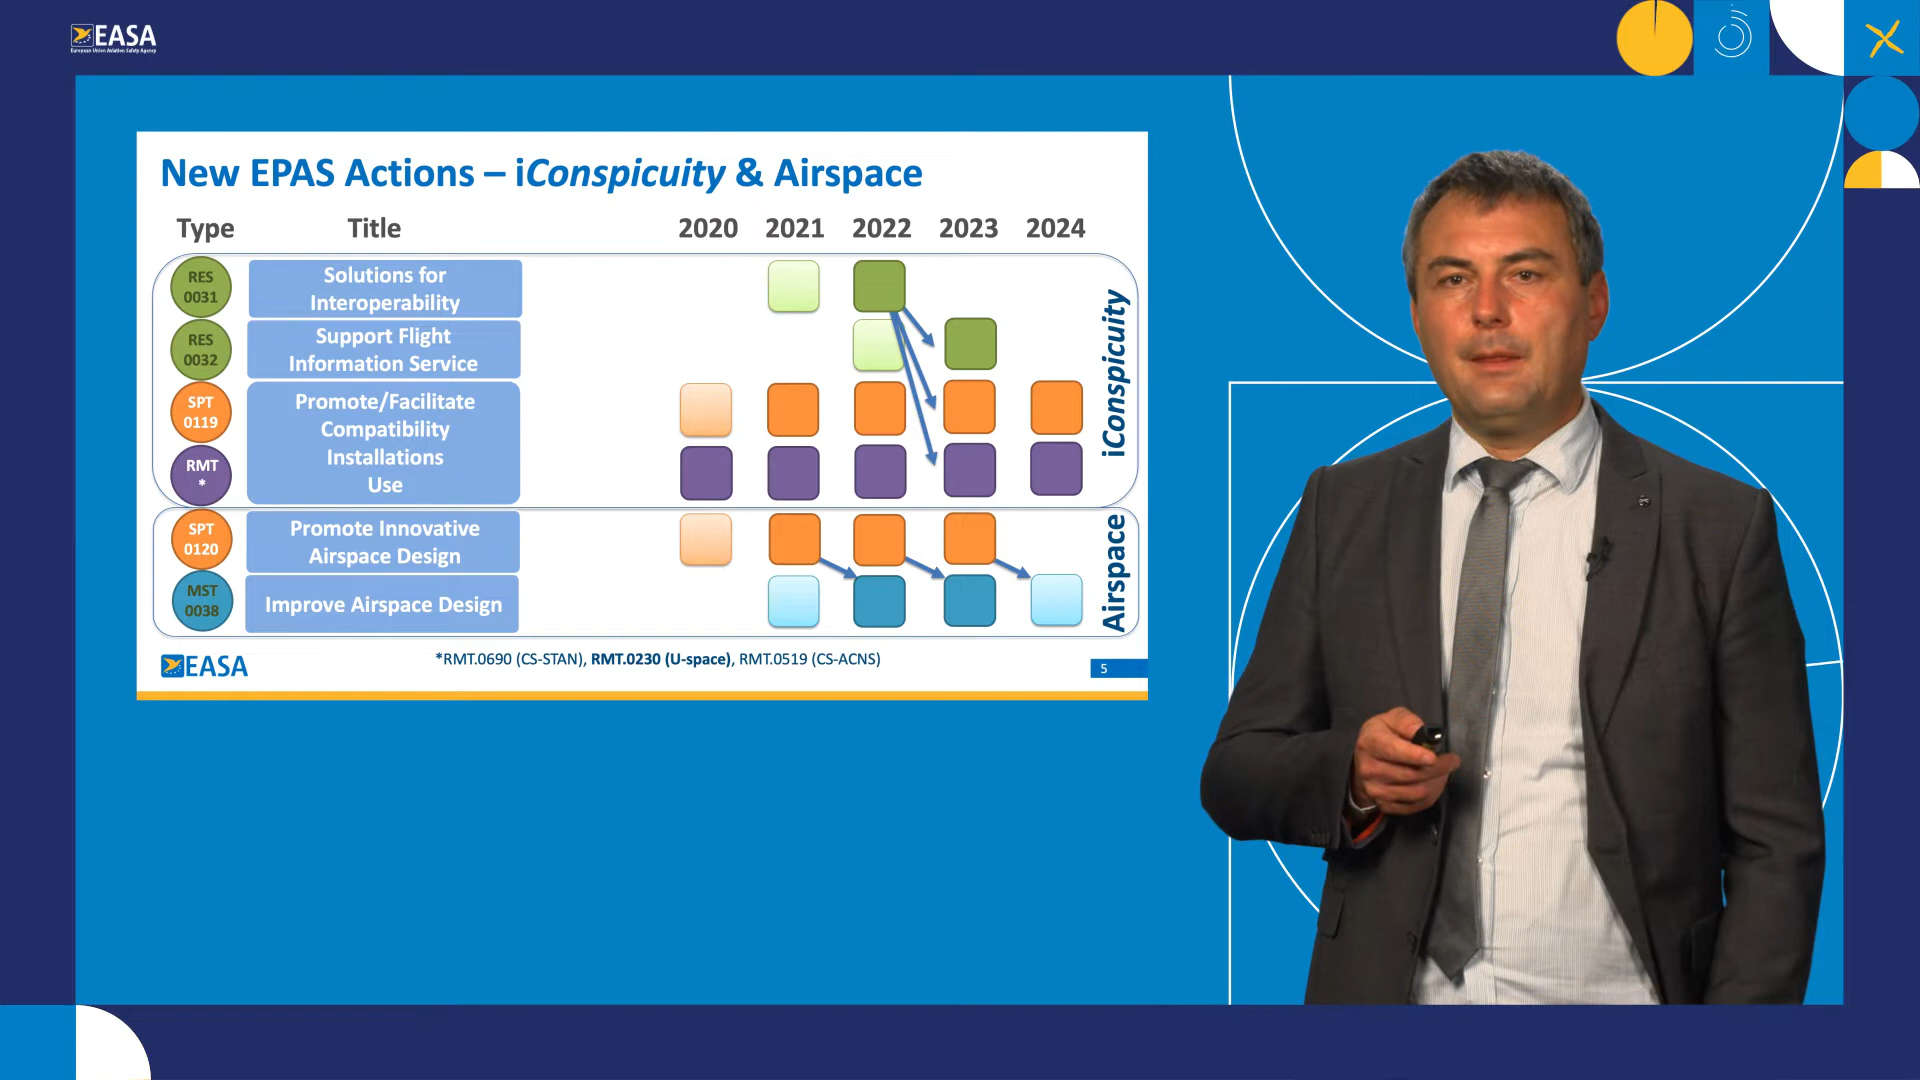 EASA
European Union Aviation Safety Agency
New EPAS Actions – iConspicuity & Airspace
Type Title 2020 2021 2022 2023 2024
RES
0031
Solutions for
Interoperability
RES
0032
Support Flight
Information Service
SPT
0119
RMT
*
Promote/Facilitate
Compatibility
Installations
Use
iConspicuity
SPT
0120
Promote Innovative
Airspace Design
MST
0038
Improve Airspace Design
Airspace
EASA
*RMT.0690 (CS-STAN), RMT.0230 (U-space), RMT.0519 (CS-ACNS)
5